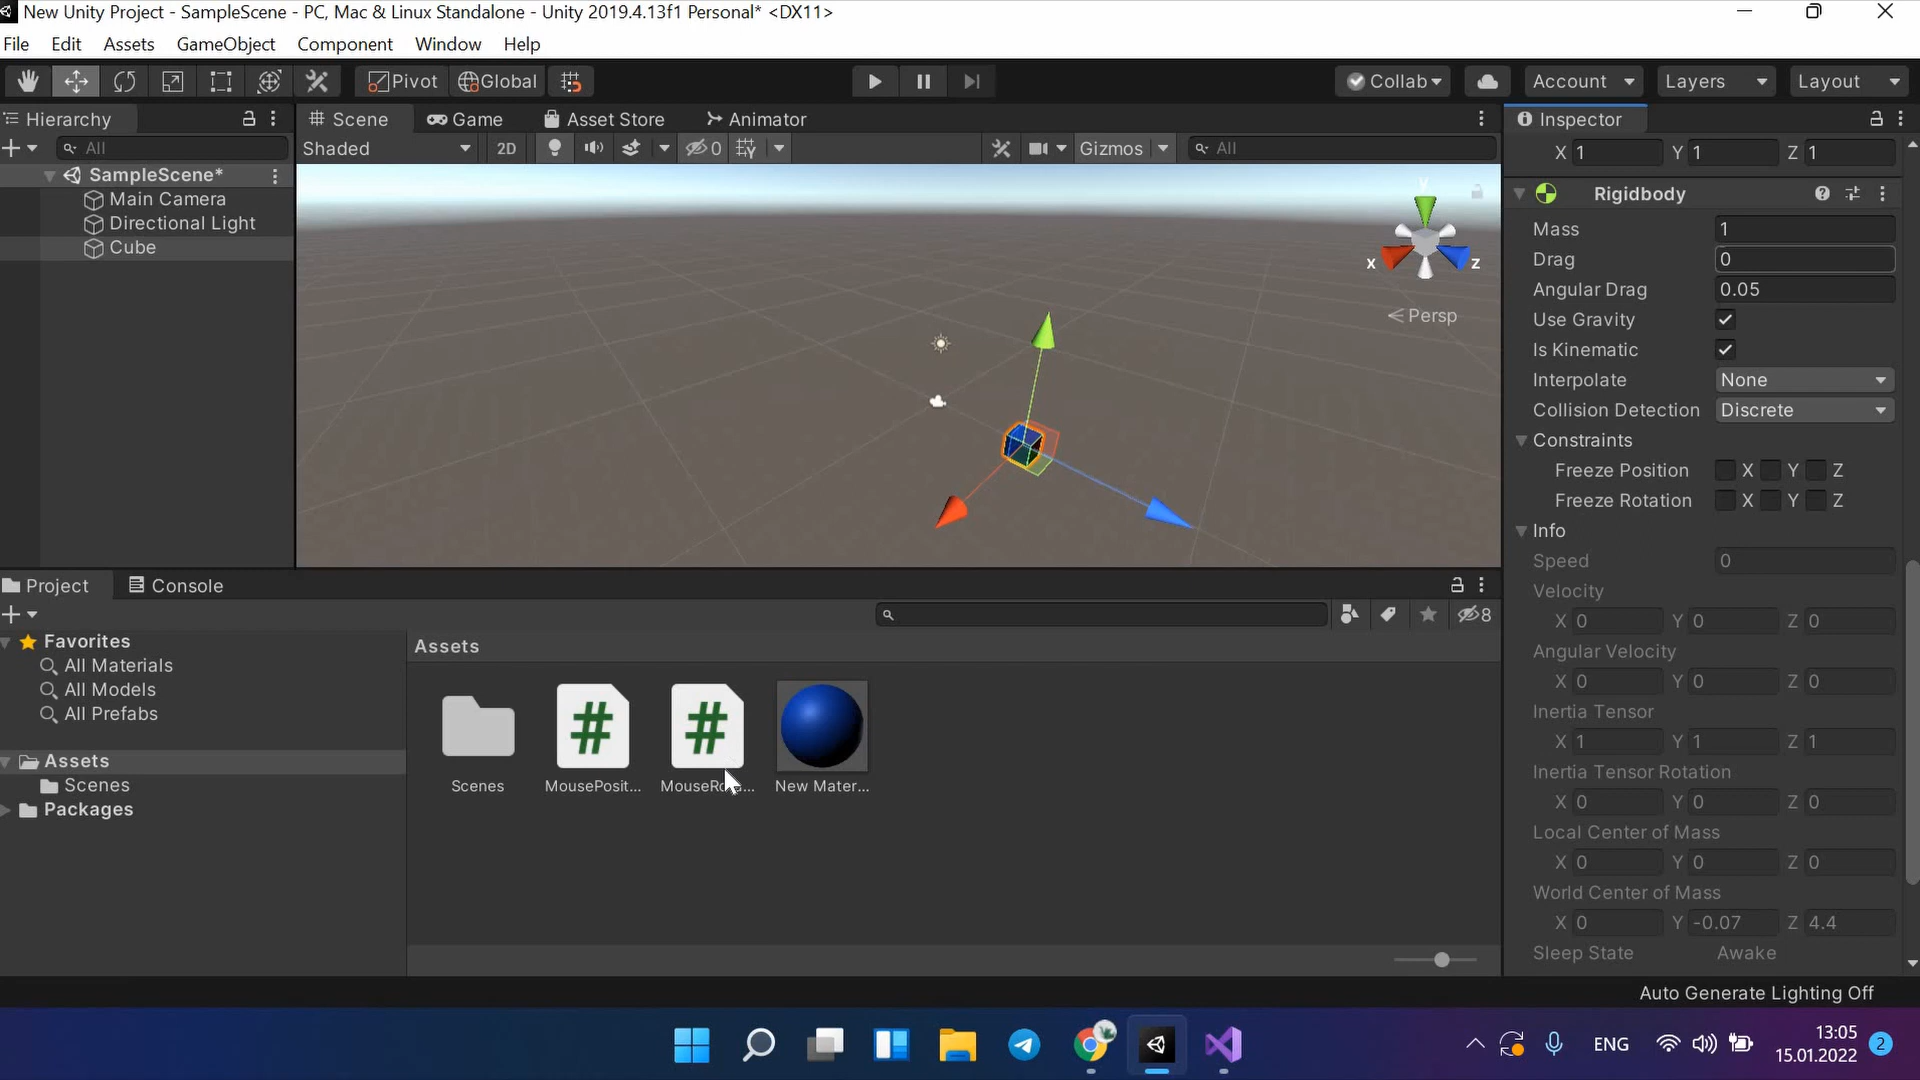 New Unity Project - SampleScene - PC, Mac & Linux Standalone - Unity 2019.4.13f1 Personal* <DX11>
File Edit Assets GameObject Component Window Help
Pivot Global Collab Account Layers Layout
Hierarchy
All
SampleScene*
Main Camera
Directional Light
Cube
Scene Game Asset Store Animator
Shaded 2D 0 Gizmos All
y
x z
Persp
Inspector
X 1 Y 1 Z 1
Rigidbody
Mass 1
Drag 0
Angular Drag 0.05
Use Gravity
Is Kinematic
Interpolate None
Collision Detection Discrete
Constraints
Freeze Position X Y Z
Freeze Rotation X Y Z
Info
Speed 0
Velocity
X 0 Y 0 Z 0
Angular Velocity
X 0 Y 0 Z 0
Inertia Tensor
X 1 Y 1 Z 1
Inertia Tensor Rotation
X 0 Y 0 Z 0
Local Center of Mass
X 0 Y 0 Z 0
World Center of Mass
X 0 Y -0.07 Z 4.4
Sleep State Awake
Project Console
8
Favorites
All Materials
All Models
All Prefabs
Assets
Scenes
Packages
Assets
Scenes MousePosit... New Mater...
Auto Generate Lighting Off
ENG
13:05
15.01.2022 2